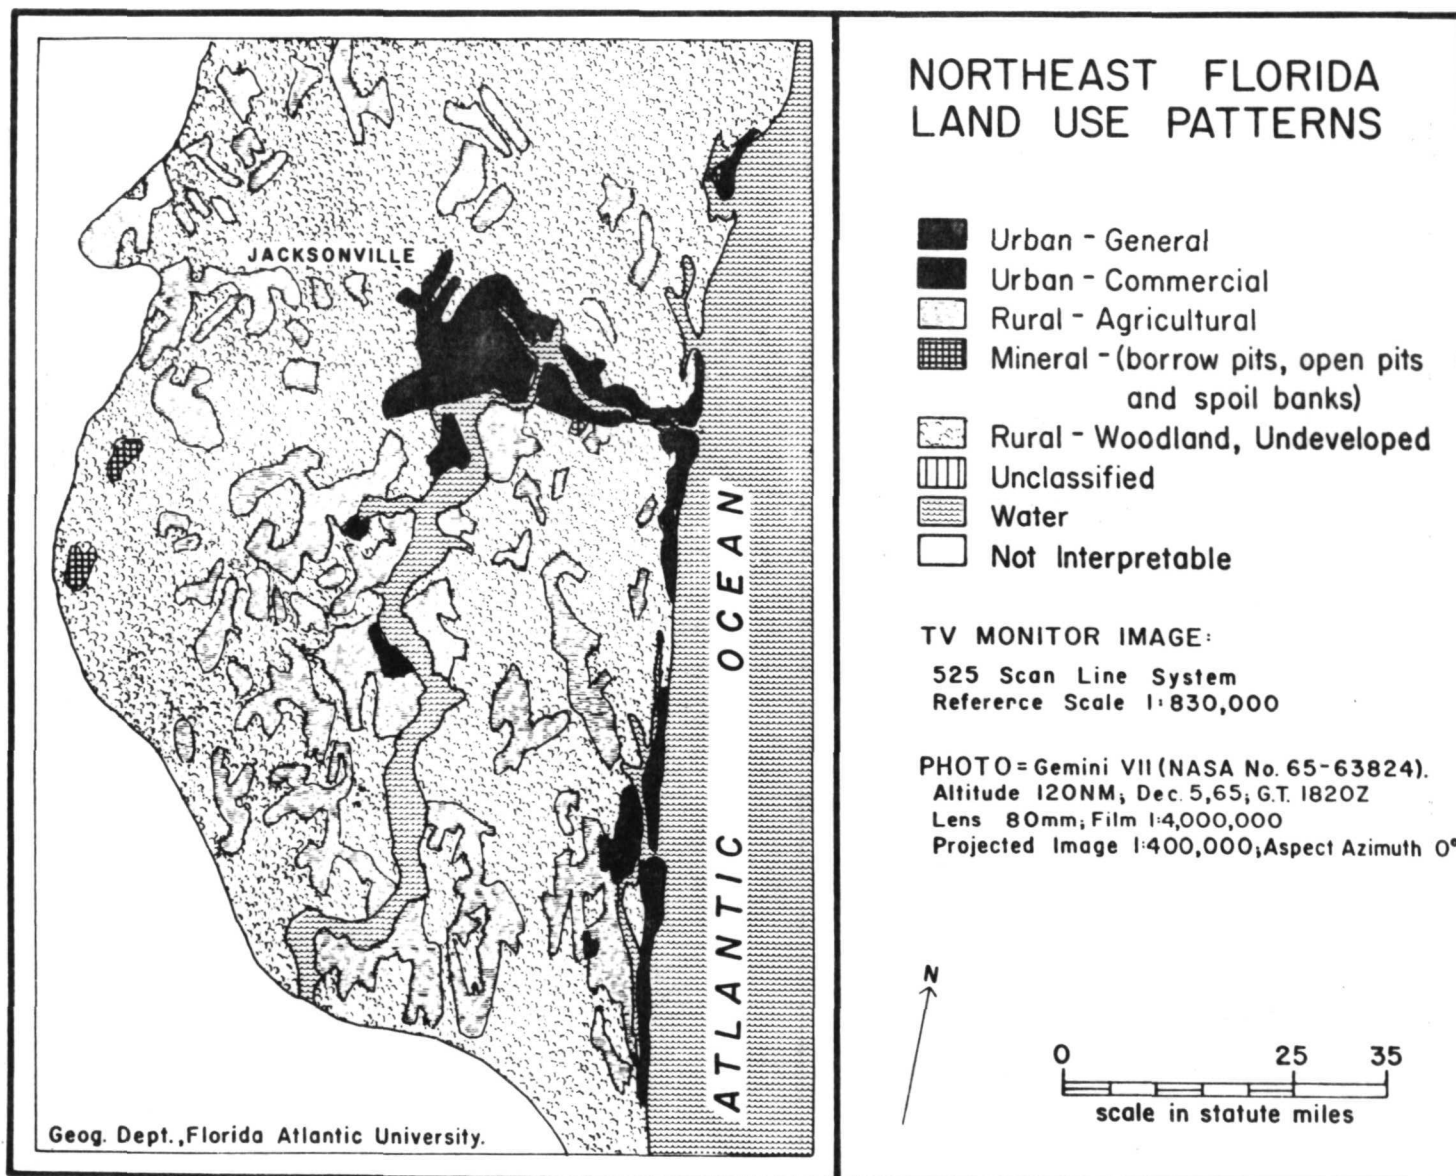 NORTHEAST FLORIDA
LAND USE PATTERNS
JACKSONVILLE
ATLANTIC OCEAN
Geog. Dept., Florida Atlantic University.
Urban - General
Urban - Commercial
Rural - Agricultural
Mineral - (borrow pits, open pits
and spoil banks)
Rural - Woodland, Undeveloped
Unclassified
Water
Not Interpretable
TV MONITOR IMAGE:
525 Scan Line System
Reference Scale 1:830,000
PHOTO = Gemini VII (NASA No. 65-63824).
Altitude 120NM; Dec. 5,65; G.T. 1820Z
Lens 80mm; Film 1:4,000,000
Projected Image 1:400,000; Aspect Azimuth 0°
N
0 25 35
scale in statute miles